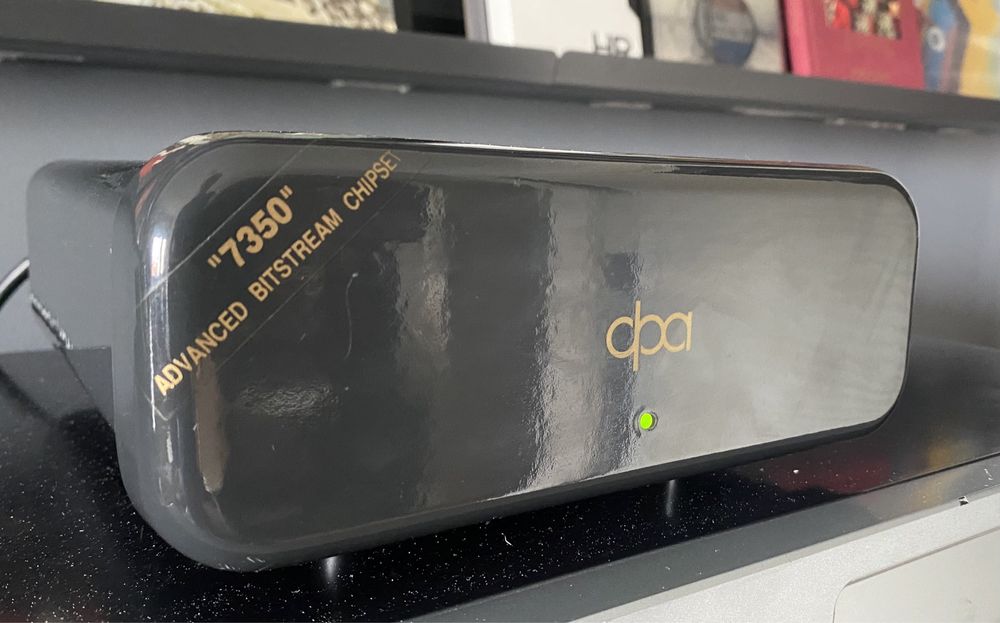 "7350"
ADVANCED BITSTREAM CHIPSET
dpa